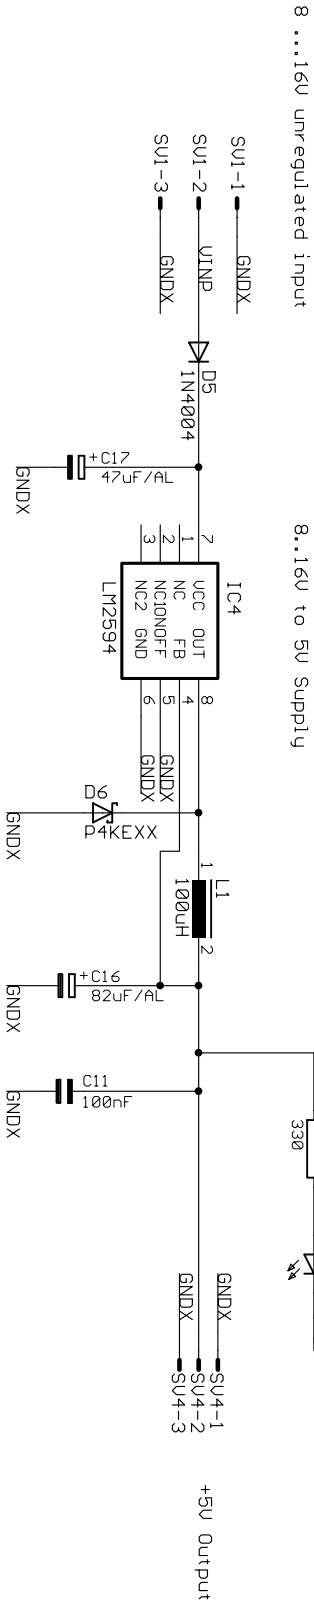 8 ...16V unregulated input
SV1-1
GNDX
SV1-2
VINP
SV1-3
GNDX
D5
1N4004
+C17
47uF/AL
GNDX
8..16V to 5V Supply
IC4
7
VCC
OUT
8
1
NC
FB
4
2
NC1
ONOFF
5
GNDX
3
NC2
GND
6
GNDX
LM2594
D6
P4KEXX
GNDX
1
L1
100uH
2
+C16
82uF/AL
GNDX
C11
100nF
GNDX
330
GNDX
SV4-1
SV4-2
GNDX
SV4-3
+5V Output